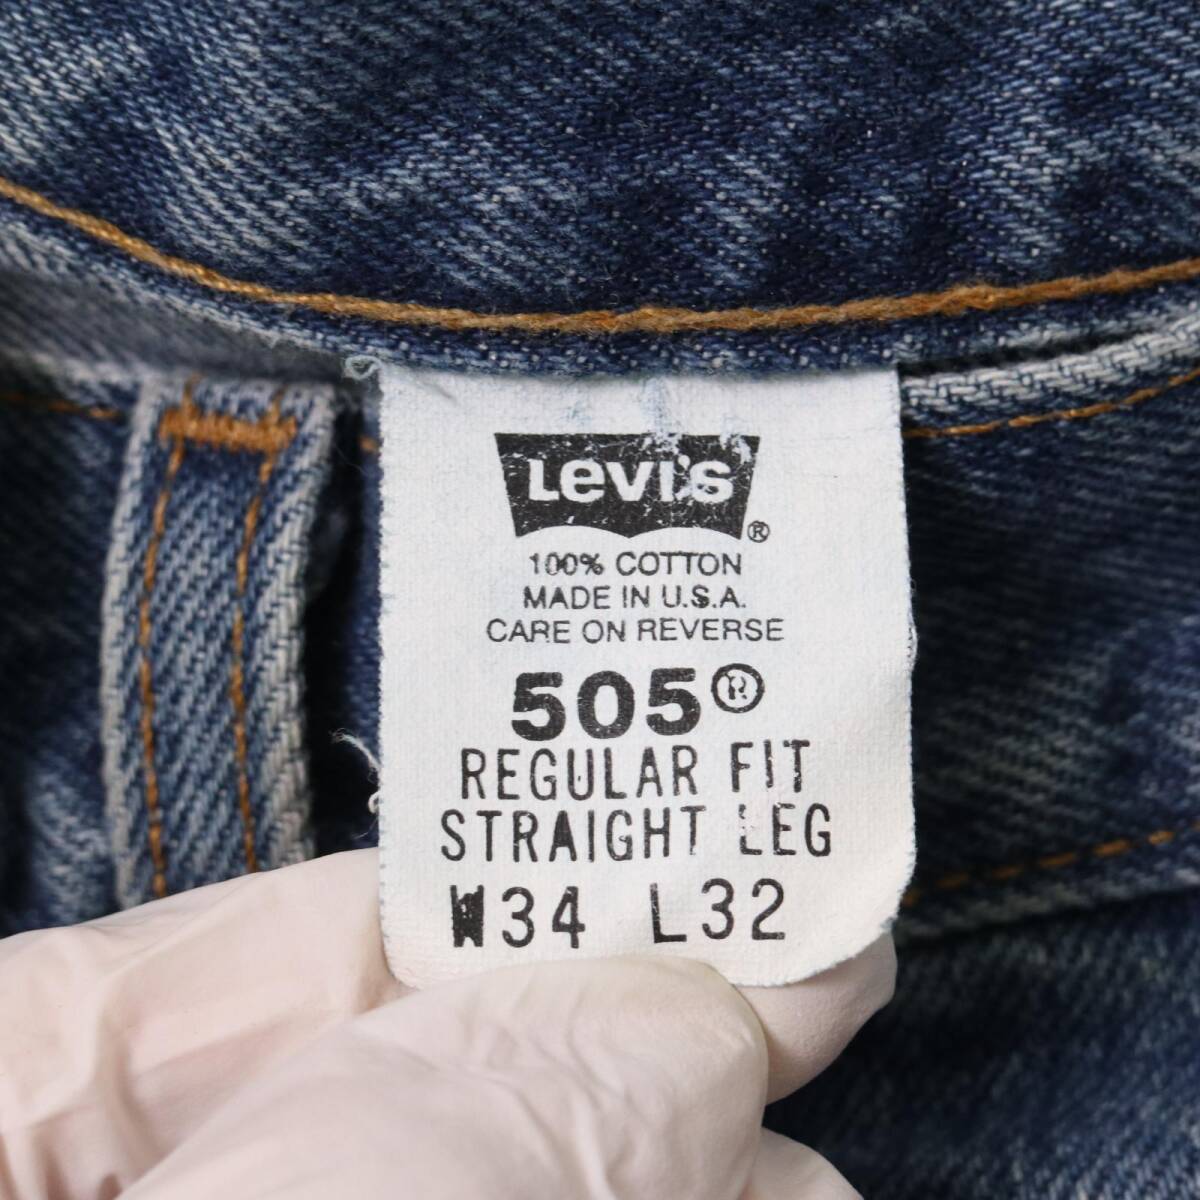 Levi's ®
100% COTTON
MADE IN U.S.A.
CARE ON REVERSE
505®
REGULAR FIT
STRAIGHT LEG
W34 L32